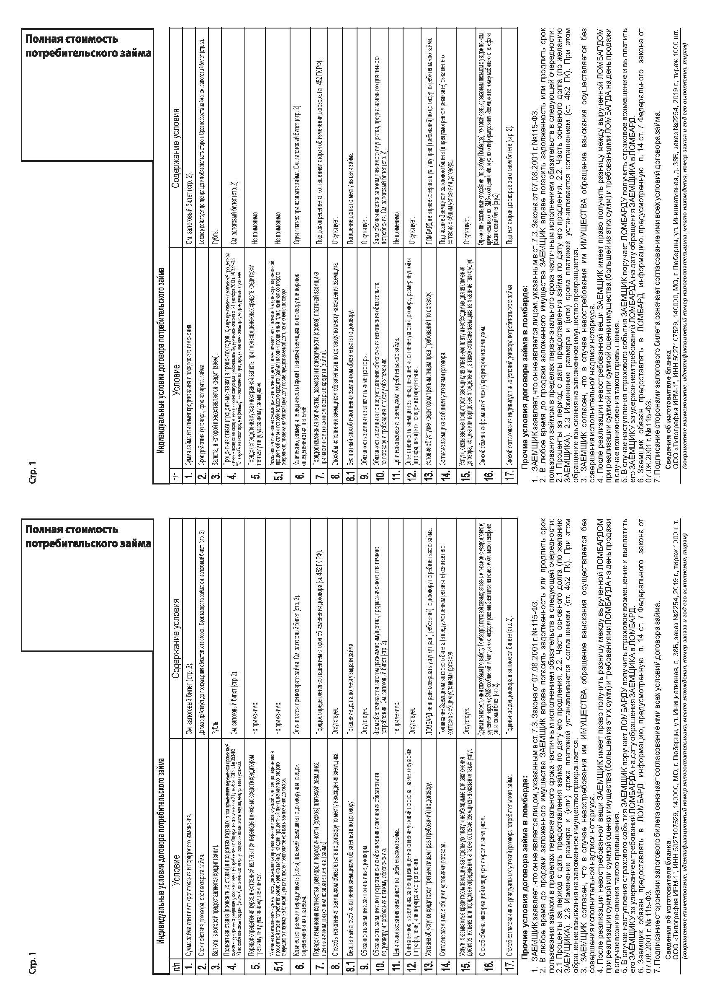 Стр. 1
Полная стоимость
потребительского займа
Индивидуальные условия договора потребительского займа
п/п
Условие
Содержание условия
1.
Сумма займа или лимит кредитования и порядок его изменения.
См. залоговый билет (стр. 2).
2.
Срок действия договора, срок возврата займа.
Договор действует до прекращения обязательств сторон. Срок возврата займа: см. залоговый билет (стр. 2).
3.
Валюта, в которой предоставляется кредит (заем).
Рубль.
4.
Процентная ставка (процентные ставки) в процентах годовых, а при применении переменной процентной
ставки - порядок ее определения, соответствующий требованиям Федерального закона от 21 декабря 2013 г. № 353-ФЗ
"О потребительском кредите (займе)", ее значение на дату предоставления заемщику индивидуальных условий.
См. залоговый билет (стр. 2).
5.
Порядок определения курса иностранной валюты при переводе денежных средств кредитором
третьему лицу, указанному заемщиком.
Не применимо.
5.1
Указание на изменение суммы расходов заемщика при увеличении используемой в договоре переменной
процентной ставки потребительского кредита (займа) на один процентный пункт, начиная со второго
очередного платежа на ближайшую дату после предполагаемой даты заключения договора.
Не применимо.
6.
Количество, размер и периодичность (сроки) платежей заемщика по договору или порядок
определения этих платежей.
Один платеж при возврате займа. См. залоговый билет (стр. 2).
7.
Порядок изменения количества, размера и периодичности (сроков) платежей заемщика
при частичном досрочном возврате кредита (займа).
Порядок определяется соглашением сторон об изменении договора (ст. 452 ГК РФ).
8.
Способы исполнения заемщиком обязательств по договору по месту нахождения заемщика.
Отсутствует.
8.1
Бесплатный способ исполнения заемщиком обязательств по договору.
Погашение долга по месту выдачи займа
9.
Обязанность заемщика заключить иные договоры.
Отсутствует.
10.
Обязанность заемщика по предоставлению обеспечения исполнения обязательств
по договору и требования к такому обеспечению.
Заем обеспечивается залогом движимого имущества, предназначенного для личного
потребления. См. залоговый билет (стр. 2).
11.
Цели использования заемщиком потребительского займа.
Не применимо.
12.
Ответственность заемщика за ненадлежащее исполнение условий договора, размер неустойки
(штрафа, пени) или порядок их определения.
Отсутствует.
13.
Условие об уступке кредитором третьим лицам прав (требований) по договору.
ЛОМБАРД не вправе совершать уступку прав (требований) по договору потребительского займа.
14.
Согласие заемщика с общими условиями договора.
Подписание Заемщиком залогового билета (в предусмотренном реквизите) означает его
согласие с общими условиями договора.
15.
Услуги, оказываемые кредитором заемщику за отдельную плату и необходимые для заключения
договора, их цена или порядок ее определения, а также согласие заемщика на оказание таких услуг.
Отсутствует.
16.
Способ обмена информацией между кредитором и заемщиком.
Одним или несколькими способами (по выбору Ломбарда): почтовой связью; заказным письмом с уведомлением;
вручением нарочно; SMS-сообщений и/или устного информирования Заемщика на номер мобильного телефона
(см.залоговый билет (стр.2).
17.
Способ согласования индивидуальных условий договора потребительского займа.
Подписи сторон договора в залоговом билете (стр. 2).
Прочие условия договора займа в ломбарде:
1. ЗАЕМЩИК заявляет, что он не является лицом, указанным в ст. 7.3. Закона от 07.08.2001 г. № 115-ФЗ.
2. В любое время до продажи заложенного имущества ЗАЕМЩИК вправе погасить задолженность или продлить срок
пользования займом в пределах первоначального срока частичным исполнением обязательств в следующей очередности:
2.1 Проценты за период с даты предоставления займа по дату его продления. 2.2. Часть основного долга (по желанию
ЗАЕМЩИКА). 2.3 Изменение размера и (или) срока платежей устанавливается соглашением (ст. 452 ГК). При этом
обращение взыскания на заложенное имущество прекращается.
3. ЗАЕМЩИК согласен, что в случае невостребования им ИМУЩЕСТВА обращение взыскания осуществляется без
совершения исполнительной надписи нотариуса.
4. После реализации невостребованной вещи ЗАЕМЩИК имеет право получить разницу между вырученной ЛОМБАРДОМ
при реализации суммой или суммой оценки имущества (большей из этих сумм) и требованиями ЛОМБАРДА на день продажи
в случае возникновения такого превышения.
5. В случае наступления страхового события ЗАЕМЩИК поручает ЛОМБАРДУ получить страховое возмещение и выплатить
его ЗАЕМЩИКУ за удержанием требований ЛОМБАРДА на дату обращения ЗАЕМЩИКА в ЛОМБАРД.
6. Заемщик обязан предоставлять в ЛОМБАРД информацию, предусмотренную п. 14 ст. 7 Федерального закона от
07.08.2001 г. № 115-ФЗ.
7. Подписание сторонами залогового билета означает согласование ими всех условий договора займа.
Сведения об изготовителе бланка
ООО «Типография ИРМ-1", ИНН 5027107529, 140000, МО, г. Люберцы, ул. Инициативная, д. 38Б, заказ №2254, 2019 г., тираж 1000 шт.
(сокращенное наименование, идентификационный номер налогоплательщика, место нахождения, номер заказа и год его выполнения, тираж)
Стр. 1
Полная стоимость
потребительского займа
Индивидуальные условия договора потребительского займа
п/п
Условие
Содержание условия
1.
Сумма займа или лимит кредитования и порядок его изменения.
См. залоговый билет (стр. 2).
2.
Срок действия договора, срок возврата займа.
Договор действует до прекращения обязательств сторон. Срок возврата займа: см. залоговый билет (стр. 2).
3.
Валюта, в которой предоставляется кредит (заем).
Рубль.
4.
Процентная ставка (процентные ставки) в процентах годовых, а при применении переменной процентной
ставки - порядок ее определения, соответствующий требованиям Федерального закона от 21 декабря 2013 г. № 353-ФЗ
"О потребительском кредите (займе)", ее значение на дату предоставления заемщику индивидуальных условий.
См. залоговый билет (стр. 2).
5.
Порядок определения курса иностранной валюты при переводе денежных средств кредитором
третьему лицу, указанному заемщиком.
Не применимо.
5.1
Указание на изменение суммы расходов заемщика при увеличении используемой в договоре переменной
процентной ставки потребительского кредита (займа) на один процентный пункт, начиная со второго
очередного платежа на ближайшую дату после предполагаемой даты заключения договора.
Не применимо.
6.
Количество, размер и периодичность (сроки) платежей заемщика по договору или порядок
определения этих платежей.
Один платеж при возврате займа. См. залоговый билет (стр. 2).
7.
Порядок изменения количества, размера и периодичности (сроков) платежей заемщика
при частичном досрочном возврате кредита (займа).
Порядок определяется соглашением сторон об изменении договора (ст. 452 ГК РФ).
8.
Способы исполнения заемщиком обязательств по договору по месту нахождения заемщика.
Отсутствует.
8.1
Бесплатный способ исполнения заемщиком обязательств по договору.
Погашение долга по месту выдачи займа
9.
Обязанность заемщика заключить иные договоры.
Отсутствует.
10.
Обязанность заемщика по предоставлению обеспечения исполнения обязательств
по договору и требования к такому обеспечению.
Заем обеспечивается залогом движимого имущества, предназначенного для личного
потребления. См. залоговый билет (стр. 2).
11.
Цели использования заемщиком потребительского займа.
Не применимо.
12.
Ответственность заемщика за ненадлежащее исполнение условий договора, размер неустойки
(штрафа, пени) или порядок их определения.
Отсутствует.
13.
Условие об уступке кредитором третьим лицам прав (требований) по договору.
ЛОМБАРД не вправе совершать уступку прав (требований) по договору потребительского займа.
14.
Согласие заемщика с общими условиями договора.
Подписание Заемщиком залогового билета (в предусмотренном реквизите) означает его
согласие с общими условиями договора.
15.
Услуги, оказываемые кредитором заемщику за отдельную плату и необходимые для заключения
договора, их цена или порядок ее определения, а также согласие заемщика на оказание таких услуг.
Отсутствует.
16.
Способ обмена информацией между кредитором и заемщиком.
Одним или несколькими способами (по выбору Ломбарда): почтовой связью; заказным письмом с уведомлением;
вручением нарочно; SMS-сообщений и/или устного информирования Заемщика на номер мобильного телефона
(см.залоговый билет (стр.2).
17.
Способ согласования индивидуальных условий договора потребительского займа.
Подписи сторон договора в залоговом билете (стр. 2).
Прочие условия договора займа в ломбарде:
1. ЗАЕМЩИК заявляет, что он не является лицом, указанным в ст. 7.3. Закона от 07.08.2001 г. № 115-ФЗ.
2. В любое время до продажи заложенного имущества ЗАЕМЩИК вправе погасить задолженность или продлить срок
пользования займом в пределах первоначального срока частичным исполнением обязательств в следующей очередности:
2.1 Проценты за период с даты предоставления займа по дату его продления. 2.2. Часть основного долга (по желанию
ЗАЕМЩИКА). 2.3 Изменение размера и (или) срока платежей устанавливается соглашением (ст. 452 ГК). При этом
обращение взыскания на заложенное имущество прекращается.
3. ЗАЕМЩИК согласен, что в случае невостребования им ИМУЩЕСТВА обращение взыскания осуществляется без
совершения исполнительной надписи нотариуса.
4. После реализации невостребованной вещи ЗАЕМЩИК имеет право получить разницу между вырученной ЛОМБАРДОМ
при реализации суммой или суммой оценки имущества (большей из этих сумм) и требованиями ЛОМБАРДА на день продажи
в случае возникновения такого превышения.
5. В случае наступления страхового события ЗАЕМЩИК поручает ЛОМБАРДУ получить страховое возмещение и выплатить
его ЗАЕМЩИКУ за удержанием требований ЛОМБАРДА на дату обращения ЗАЕМЩИКА в ЛОМБАРД.
6. Заемщик обязан предоставлять в ЛОМБАРД информацию, предусмотренную п. 14 ст. 7 Федерального закона от
07.08.2001 г. № 115-ФЗ.
7. Подписание сторонами залогового билета означает согласование ими всех условий договора займа.
Сведения об изготовителе бланка
ООО «Типография ИРМ-1", ИНН 5027107529, 140000, МО, г. Люберцы, ул. Инициативная, д. 38Б, заказ №2254, 2019 г., тираж 1000 шт.
(сокращенное наименование, идентификационный номер налогоплательщика, место нахождения, номер заказа и год его выполнения, тираж)